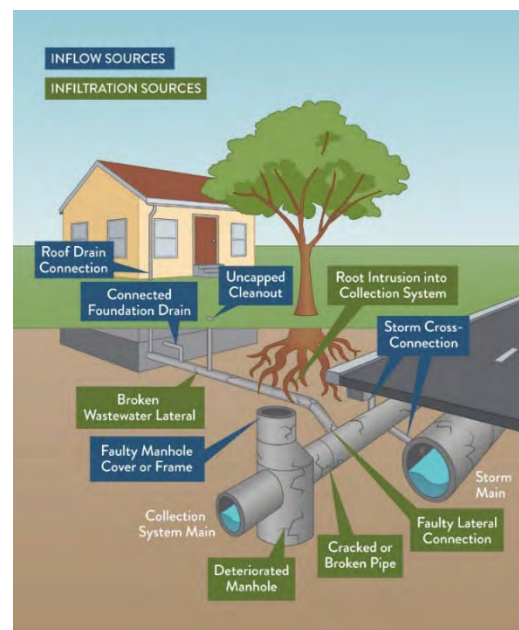 INFLOW SOURCES
INFILTRATION SOURCES
Roof Drain
Connection
Uncapped
Cleanout
Connected
Foundation Drain
Root Intrusion into
Collection System
Storm Cross-
Connection
Broken
Wastewater Lateral
Faulty Manhole
Cover or Frame
Storm
Main
Collection
System Main
Faulty Lateral
Connection
Cracked or
Broken Pipe
Deteriorated
Manhole